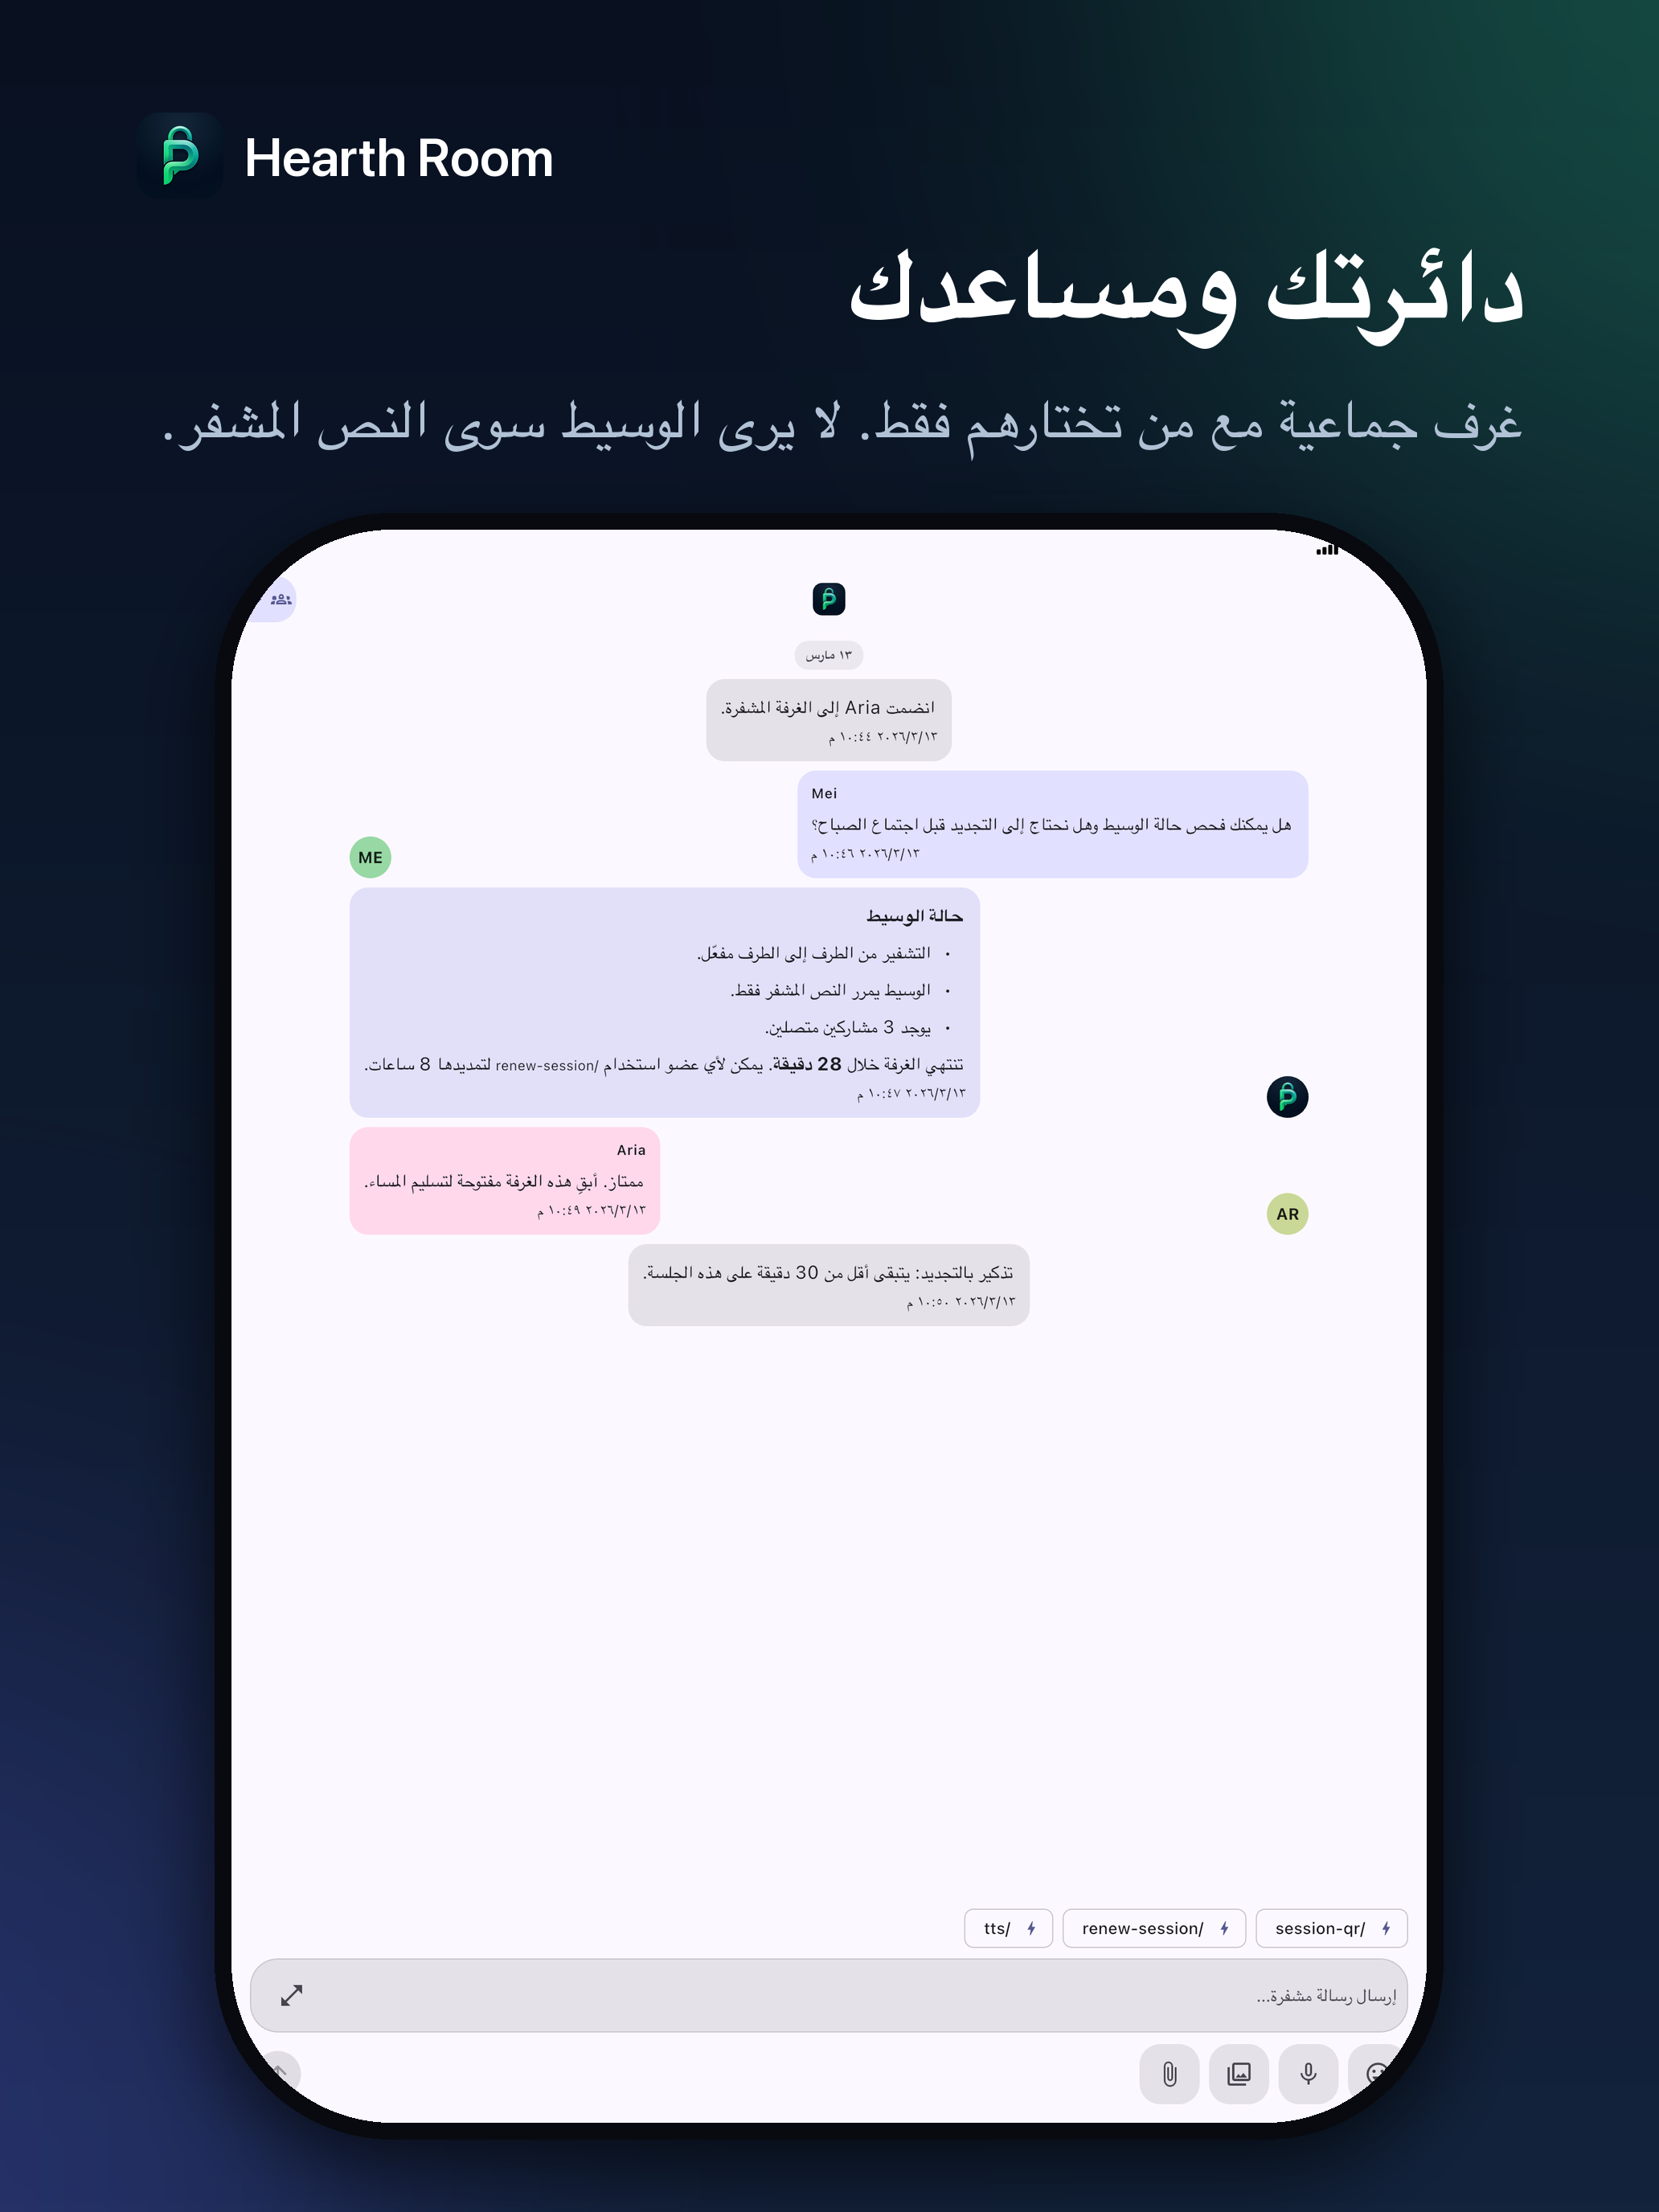 Hearth Room
دائرتك ومساعدك
غرف جماعية مع من تختارهم فقط. لا يرى الوسيط سوى النص المشفر.
١٣ مارس
انضمت Aria إلى الغرفة المشفرة.
٢٠٢٦/٣/١٣ ١٠:٤٤ م
Mei
هل يمكنك فحص حالة الوسيط وهل نحتاج إلى التجديد قبل اجتماع الصباح؟
٢٠٢٦/٣/١٣ ١٠:٤٦ م
ME
حالة الوسيط
• التشفير من الطرف إلى الطرف مفعّل.
• الوسيط يمرر النص المشفر فقط.
• يوجد 3 مشاركين متصلين.
تنتهي الغرفة خلال 28 دقيقة. يمكن لأي عضو استخدام /renew-session لتمديدها 8 ساعات.
٢٠٢٦/٣/١٣ ١٠:٤٧ م
Aria
ممتاز. أبقِ هذه الغرفة مفتوحة لتسليم المساء.
٢٠٢٦/٣/١٣ ١٠:٤٩ م
AR
تذكير بالتجديد: يتبقى أقل من 30 دقيقة على هذه الجلسة.
٢٠٢٦/٣/١٣ ١٠:٥٠ م
session-qr/
renew-session/
tts/
إرسال رسالة مشفرة...